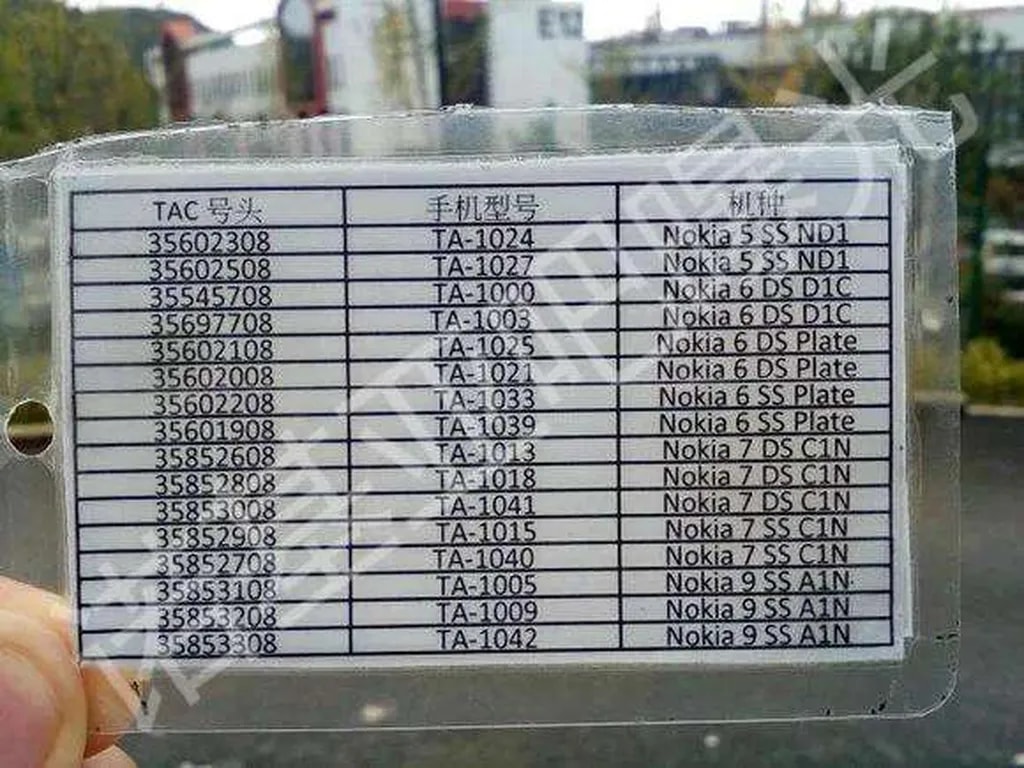 TAC 号头 手机型号 机种
35602308 TA-1024 Nokia 5 SS ND1
35602508 TA-1027 Nokia 5 SS ND1
35545708 TA-1000 Nokia 6 DS D1C
35697708 TA-1003 Nokia 6 DS D1C
35602108 TA-1025 Nokia 6 DS Plate
35602008 TA-1021 Nokia 6 DS Plate
35602208 TA-1033 Nokia 6 SS Plate
35601908 TA-1039 Nokia 6 SS Plate
35852608 TA-1013 Nokia 7 DS C1N
35852808 TA-1018 Nokia 7 DS C1N
35853008 TA-1041 Nokia 7 DS C1N
35852908 TA-1015 Nokia 7 SS C1N
35852708 TA-1040 Nokia 7 SS C1N
35853108 TA-1005 Nokia 9 SS A1N
35853208 TA-1009 Nokia 9 SS A1N
35853308 TA-1042 Nokia 9 SS A1N